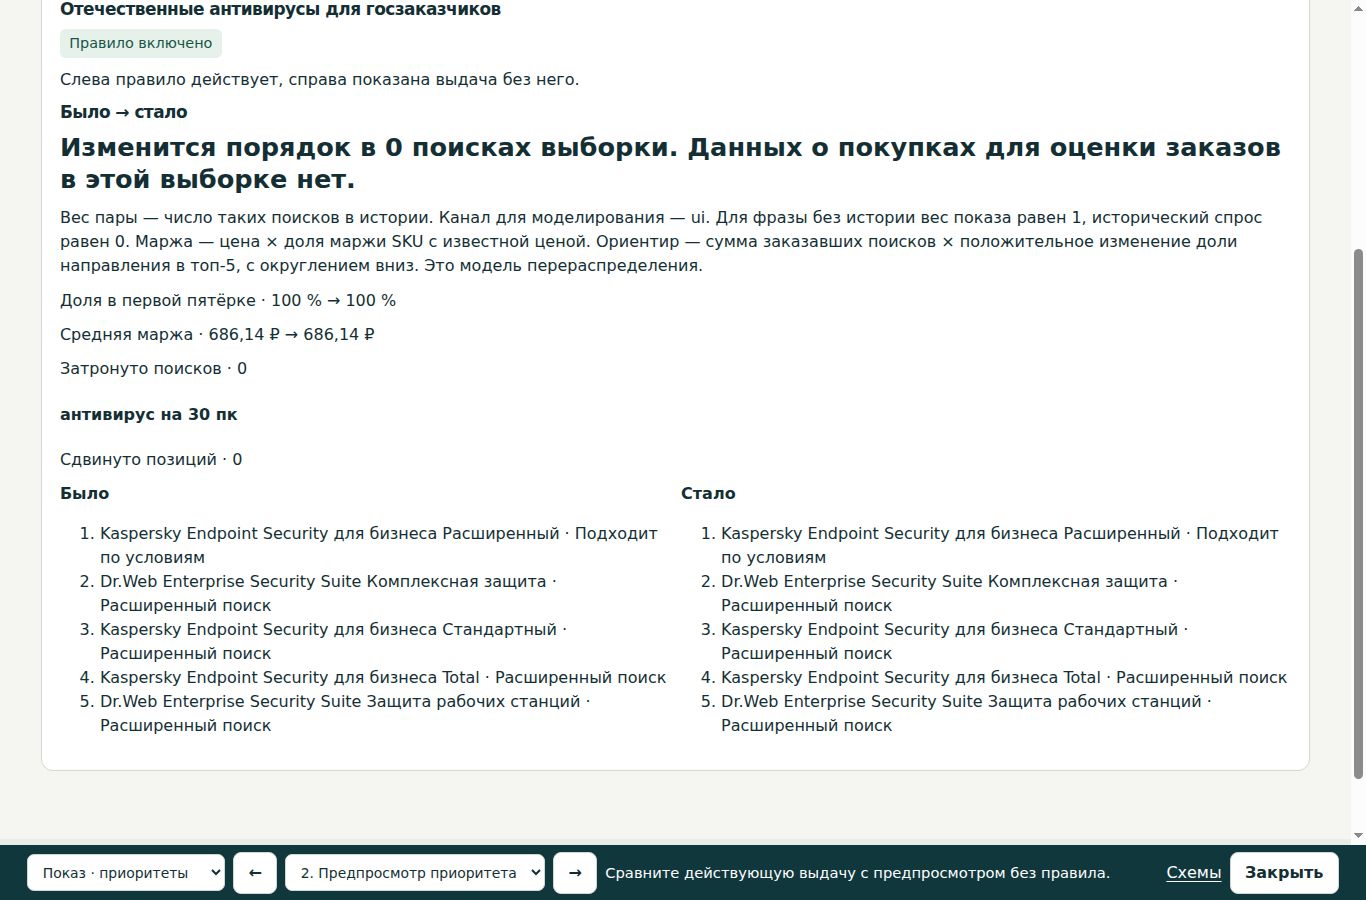 Отечественные антивирусы для госзаказчиков
Правило включено
Слева правило действует, справа показана выдача без него.
Было → стало
Изменится порядок в 0 поисках выборки. Данных о покупках для оценки заказов
в этой выборке нет.
Вес пары — число таких поисков в истории. Канал для моделирования — ui. Для фразы без истории вес показа равен 1, исторический спрос
равен 0. Маржа — цена × доля маржи SKU с известной ценой. Ориентир — сумма заказавших поисков × положительное изменение доли
направления в топ-5, с округлением вниз. Это модель перераспределения.
Доля в первой пятёрке · 100 % → 100 %
Средняя маржа · 686,14 ₽ → 686,14 ₽
Затронуто поисков · 0
антивирус на 30 пк
Сдвинуто позиций · 0
Было
1. Kaspersky Endpoint Security для бизнеса Расширенный · Подходит
по условиям
2. Dr.Web Enterprise Security Suite Комплексная защита ·
Расширенный поиск
3. Kaspersky Endpoint Security для бизнеса Стандартный ·
Расширенный поиск
4. Kaspersky Endpoint Security для бизнеса Total · Расширенный поиск
5. Dr.Web Enterprise Security Suite Защита рабочих станций ·
Расширенный поиск
Стало
1. Kaspersky Endpoint Security для бизнеса Расширенный · Подходит
по условиям
2. Dr.Web Enterprise Security Suite Комплексная защита ·
Расширенный поиск
3. Kaspersky Endpoint Security для бизнеса Стандартный ·
Расширенный поиск
4. Kaspersky Endpoint Security для бизнеса Total · Расширенный поиск
5. Dr.Web Enterprise Security Suite Защита рабочих станций ·
Расширенный поиск
Показ · приоритеты
←
2. Предпросмотр приоритета
→
Сравните действующую выдачу с предпросмотром без правила.
Схемы
Закрыть